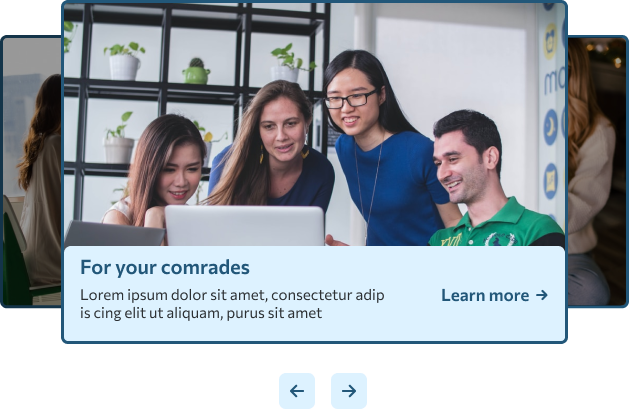 For your comrades
Lorem ipsum dolor sit amet, consectetur adip
is cing elit ut aliquam, purus sit amet
Learn more →